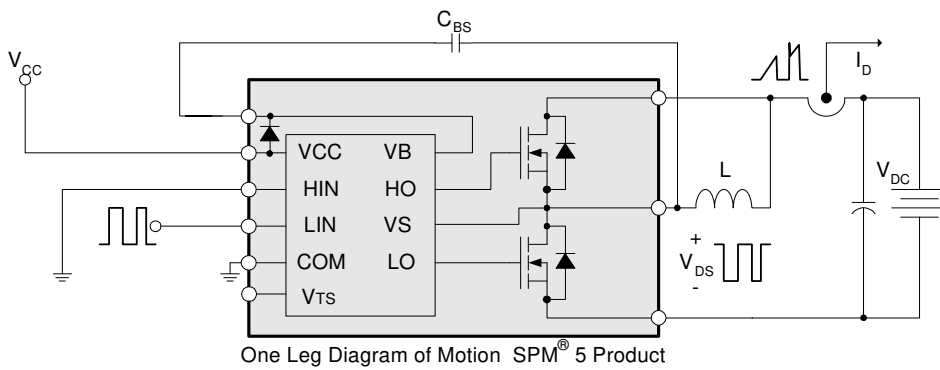 C_BS
V_CC
I_D
VCC VB
HIN HO
LIN VS
COM LO
VTS
L
V_DC
+
V_DS
-
One Leg Diagram of Motion SPM® 5 Product